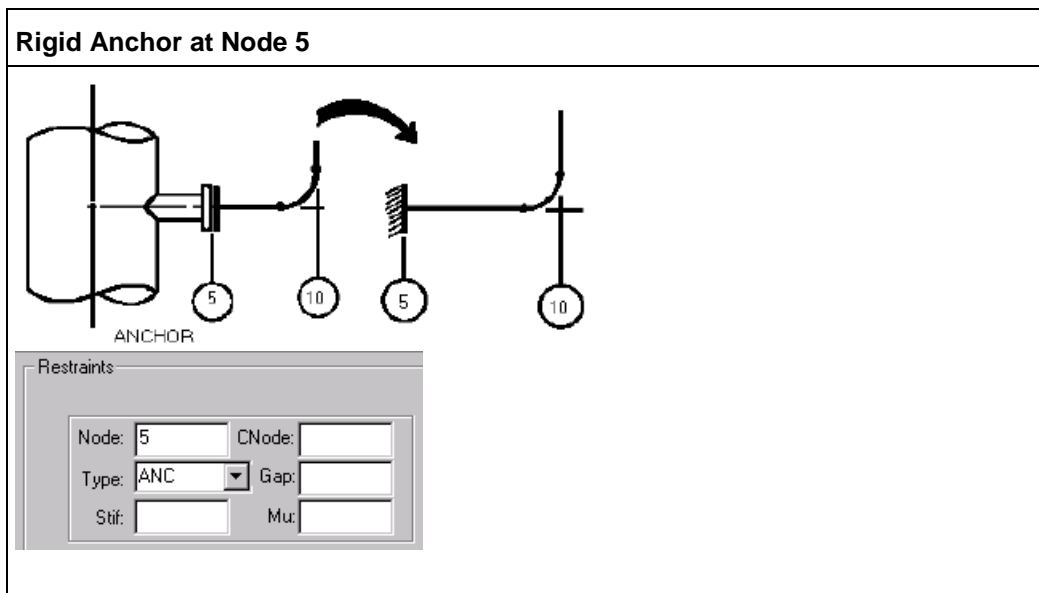 Rigid Anchor at Node 5
5
10
5
10
ANCHOR
Restraints
Node: 5 CNode:
Type: ANC Gap:
Stif: Mu: